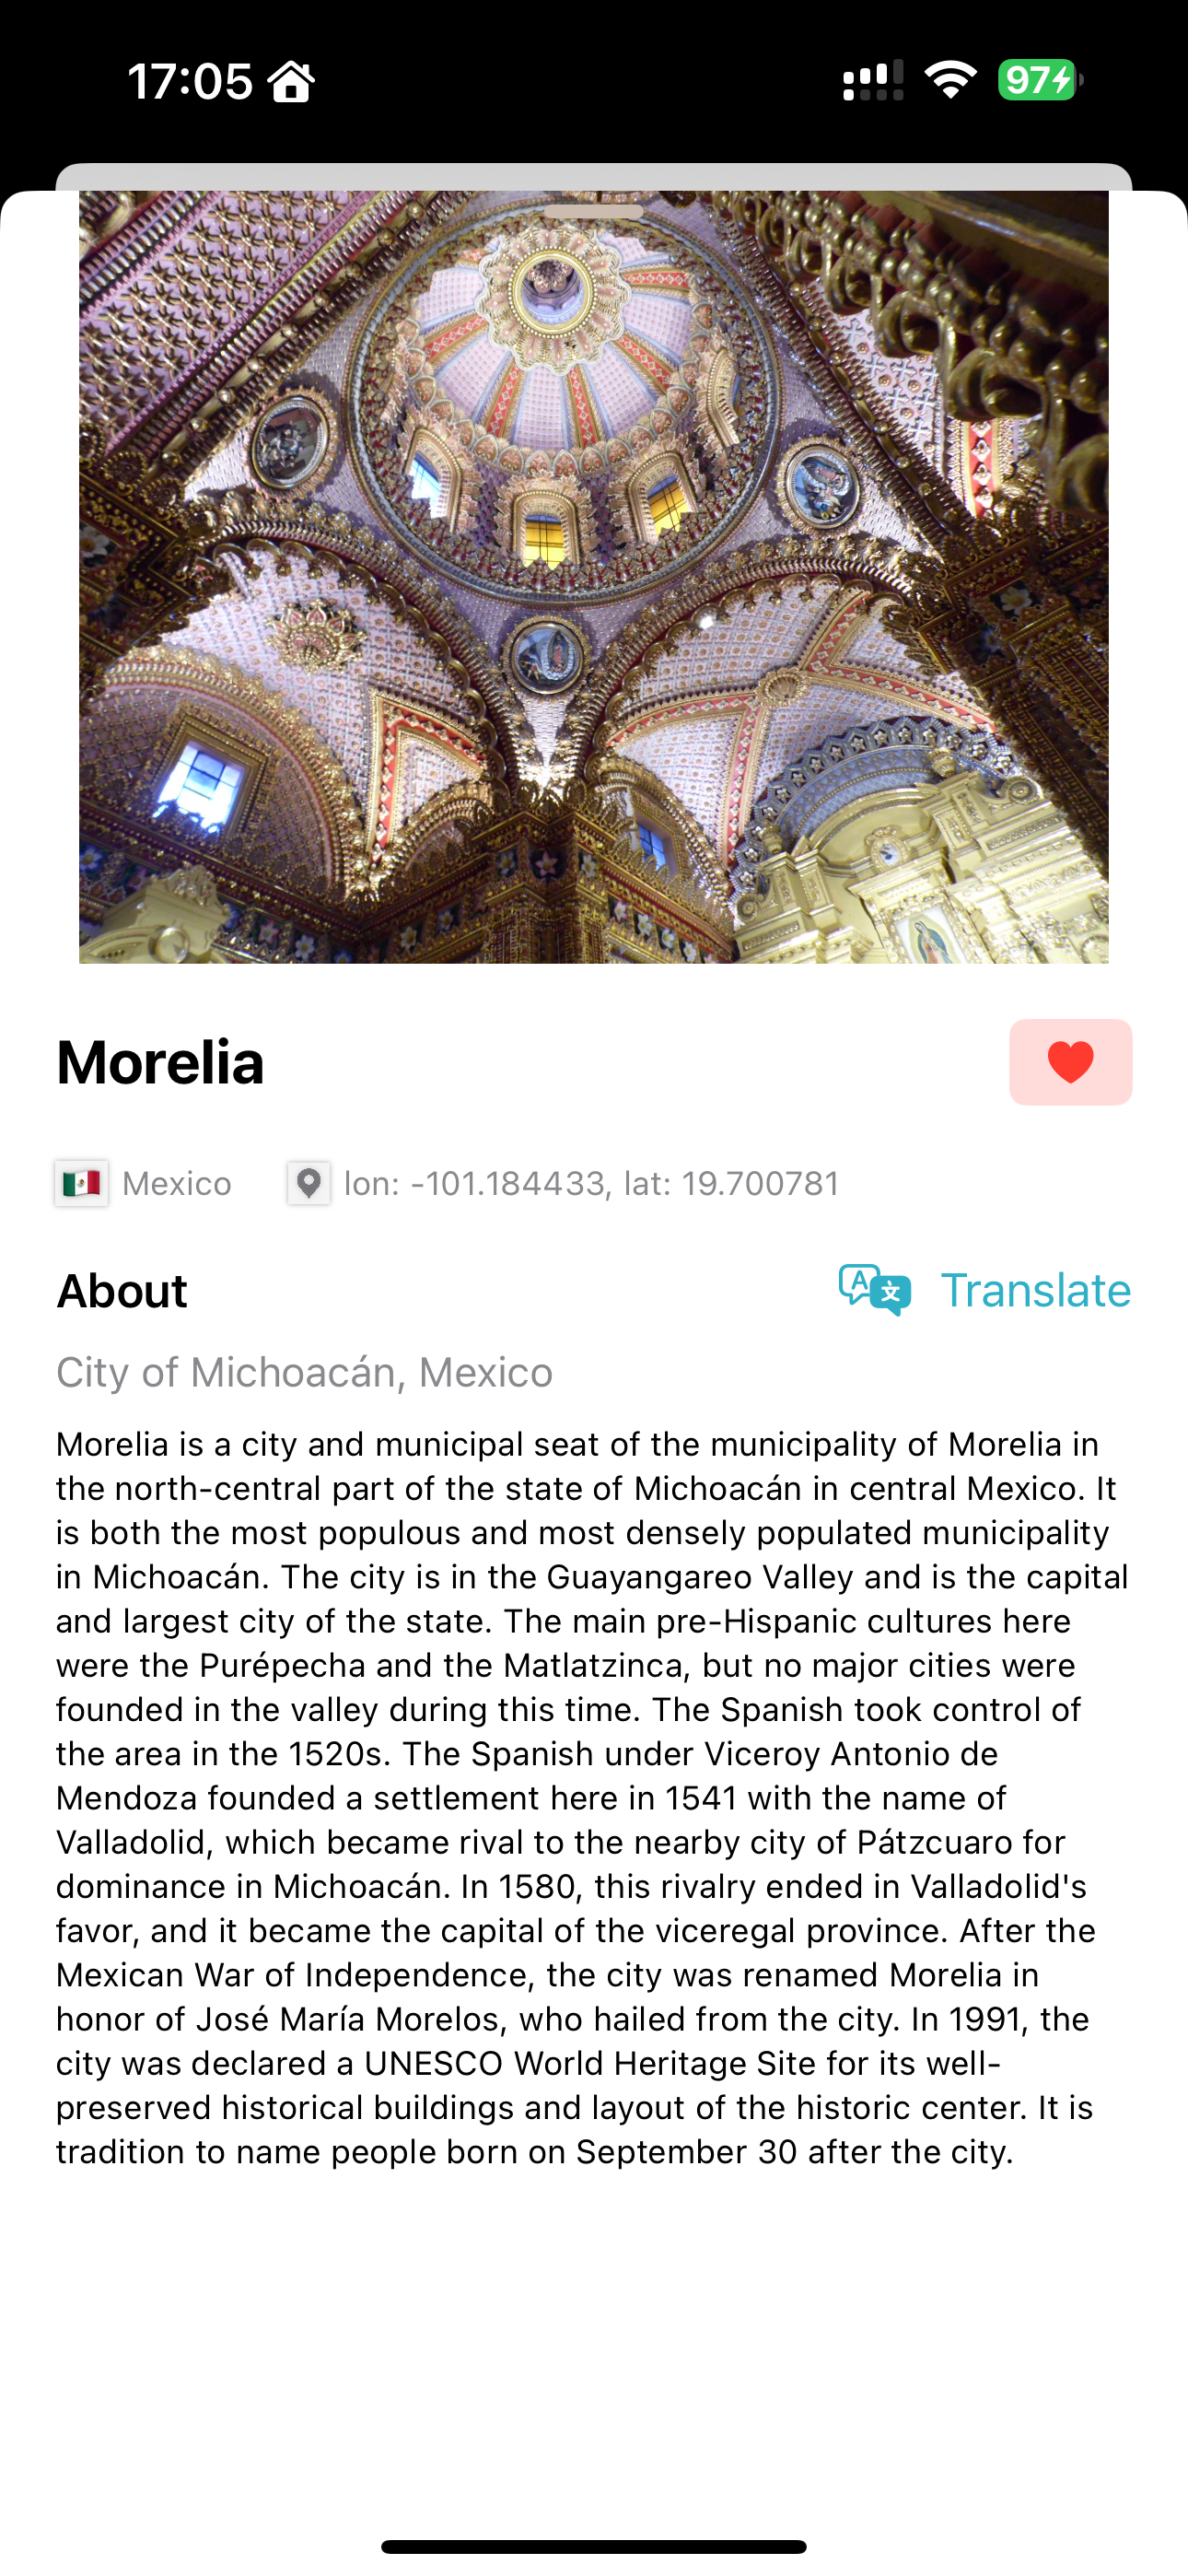 17:05
97
Morelia
Mexico
lon: -101.184433, lat: 19.700781
About
A 文 Translate
City of Michoacán, Mexico
Morelia is a city and municipal seat of the municipality of Morelia in
the north-central part of the state of Michoacán in central Mexico. It
is both the most populous and most densely populated municipality
in Michoacán. The city is in the Guayangareo Valley and is the capital
and largest city of the state. The main pre-Hispanic cultures here
were the Purépecha and the Matlatzinca, but no major cities were
founded in the valley during this time. The Spanish took control of
the area in the 1520s. The Spanish under Viceroy Antonio de
Mendoza founded a settlement here in 1541 with the name of
Valladolid, which became rival to the nearby city of Pátzcuaro for
dominance in Michoacán. In 1580, this rivalry ended in Valladolid's
favor, and it became the capital of the viceregal province. After the
Mexican War of Independence, the city was renamed Morelia in
honor of José María Morelos, who hailed from the city. In 1991, the
city was declared a UNESCO World Heritage Site for its well-
preserved historical buildings and layout of the historic center. It is
tradition to name people born on September 30 after the city.